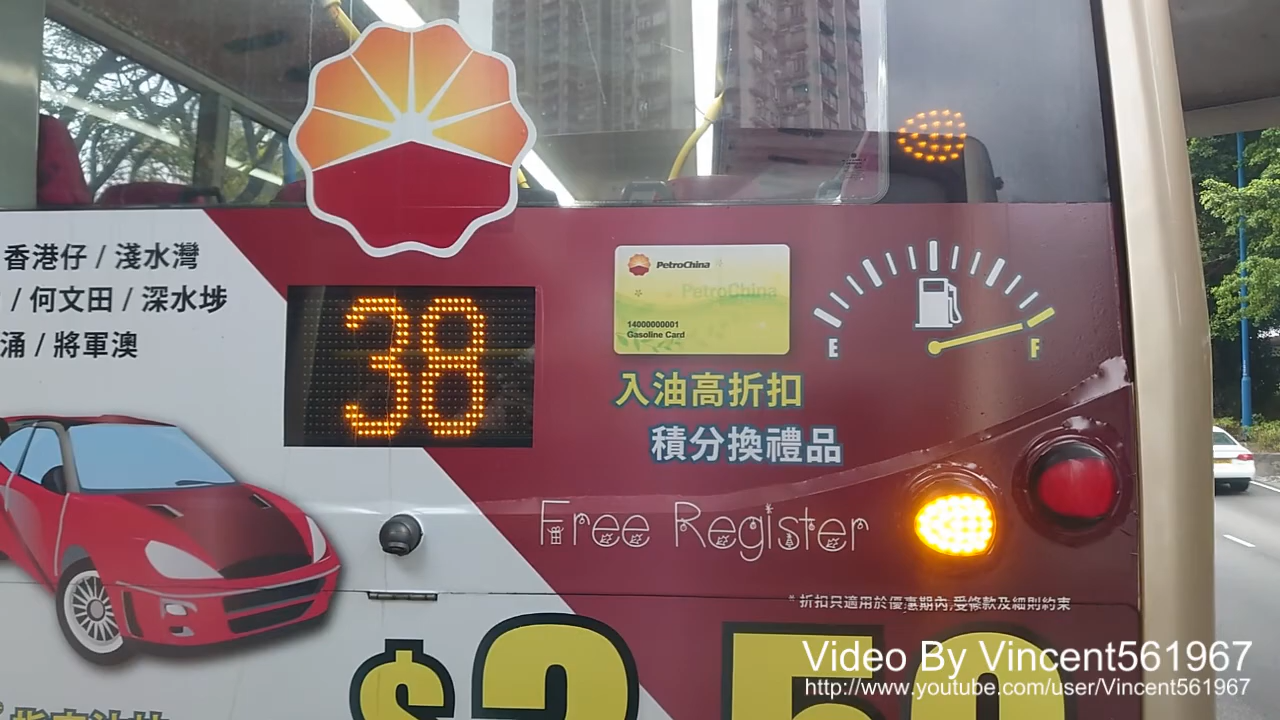 香港仔 / 淺水灣
/ 何文田 / 深水埗
涌 / 將軍澳
38
PetroChina
PetroChina
14000000001
Gasoline Card
E
F
入油高折扣
積分換禮品
Free Register
* 折扣只適用於優惠期內,受條款及細則約束
$3.50
Video By Vincent561967
http://www.youtube.com/user/Vincent561967